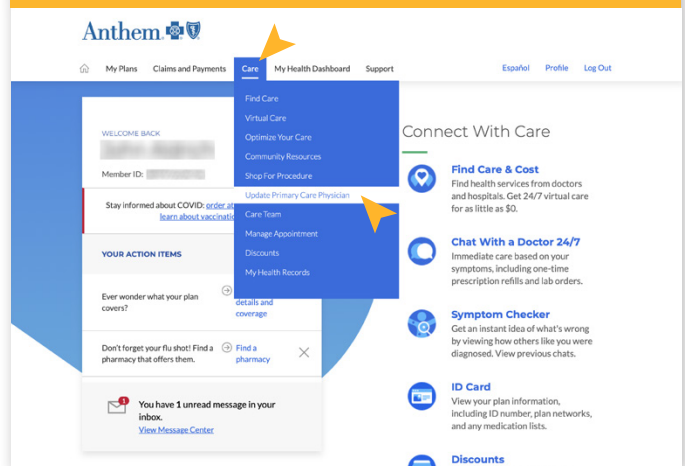 Anthem
My Plans Claims and Payments Care My Health Dashboard Support Español Profile Log Out
Find Care
Virtual Care
Optimize Your Care
Community Resources
Shop For Procedure
Update Primary Care Physician
Care Team
Manage Appointment
Discounts
My Health Records
WELCOME BACK
Member ID:
Stay informed about COVID: order at
learn about vaccinatio
YOUR ACTION ITEMS
Ever wonder what your plan
covers?
details and
coverage
Don't forget your flu shot! Find a
pharmacy that offers them.
Find a
pharmacy
1
You have 1 unread message in your
inbox.
View Message Center
Connect With Care
Find Care & Cost
Find health services from doctors
and hospitals. Get 24/7 virtual care
for as little as $0.
Chat With a Doctor 24/7
Immediate care based on your
symptoms, including one-time
prescription refills and lab orders.
Symptom Checker
Get an instant idea of what's wrong
by viewing how others like you were
diagnosed. View previous chats.
ID Card
View your plan information,
including ID number, plan networks,
and any medication lists.
Discounts